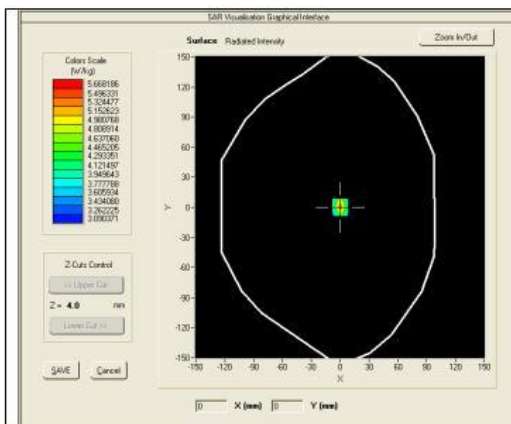 SAR Visualisation Graphical Interface
Surface Radiated Intensity
Zoom In/Out
Colors Scale
(W/kg)
5.668186
5.496331
5.324477
5.152623
4.980768
4.808914
4.637060
4.465205
4.293351
4.121497
3.949643
3.777788
3.605934
3.434080
3.262225
3.090371
Z-Cuts Control
<< Upper Cut
Z = 4.0 mm
Lower Cut >>
SAVE Cancel
150
120
90
60
30
Y 0
-30
-60
-90
-120
-150
-150 -120 -90 -60 -30 0 30 60 90 120 150
X
0 X (mm) 0 Y (mm)